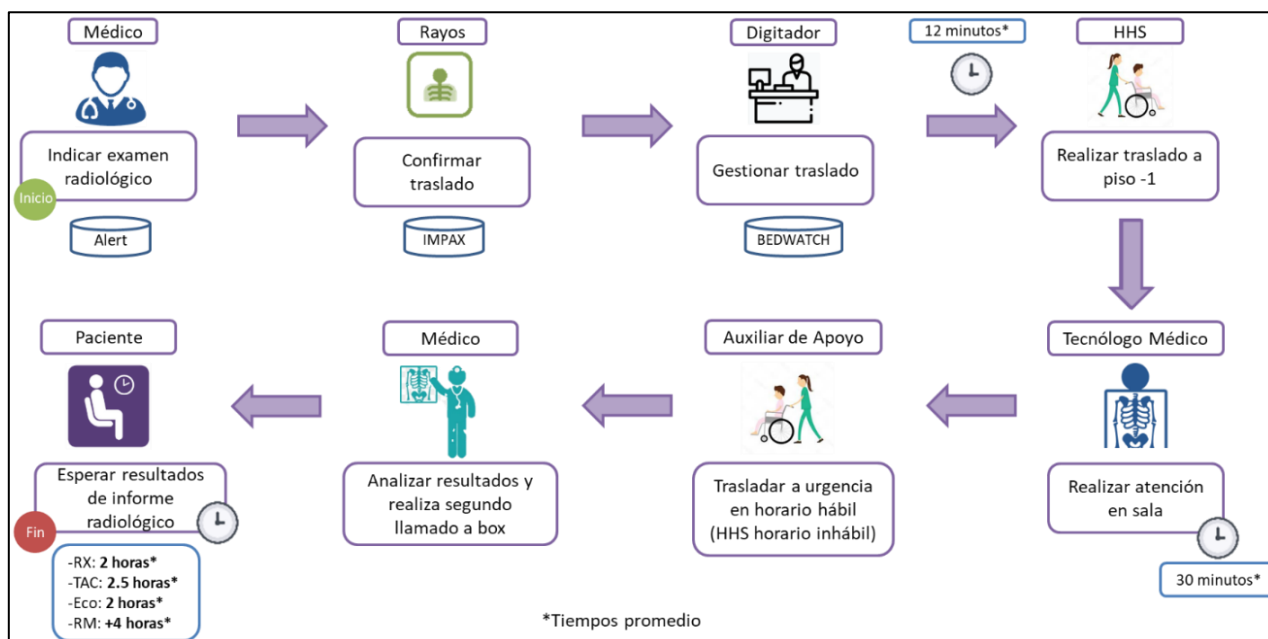 Médico
Indicar examen
radiológico
Inicio
Alert
Rayos
Confirmar
traslado
IMPAX
Digitador
Gestionar traslado
BEDWATCH
12 minutos*
HHS
Realizar traslado a
piso -1
Tecnólogo Médico
Realizar atención
en sala
30 minutos*
Auxiliar de Apoyo
Trasladar a urgencia
en horario hábil
(HHS horario inhábil)
Médico
Analizar resultados y
realiza segundo
llamado a box
Paciente
Esperar resultados
de informe
radiológico
Fin
-RX: 2 horas*
-TAC: 2.5 horas*
-Eco: 2 horas*
-RM: +4 horas*
*Tiempos promedio